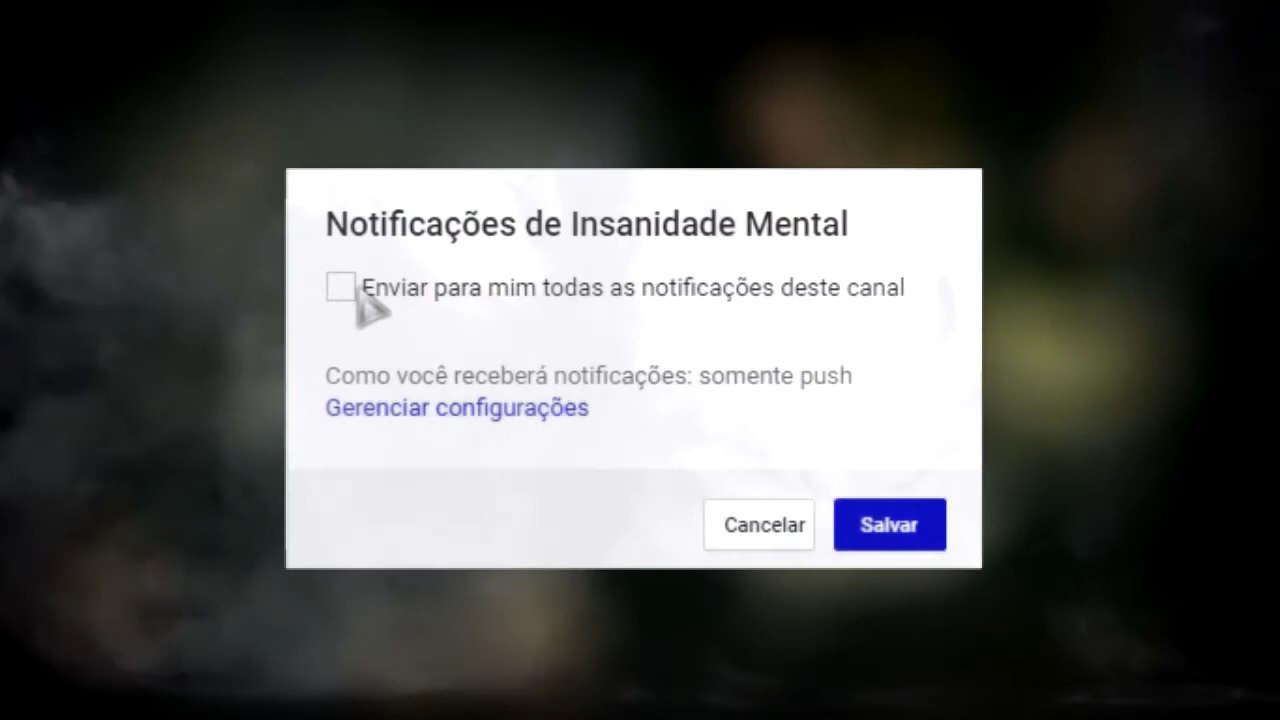 Notificações de Insanidade Mental
Enviar para mim todas as notificações deste canal
Como você receberá notificações: somente push
Gerenciar configurações
Cancelar Salvar